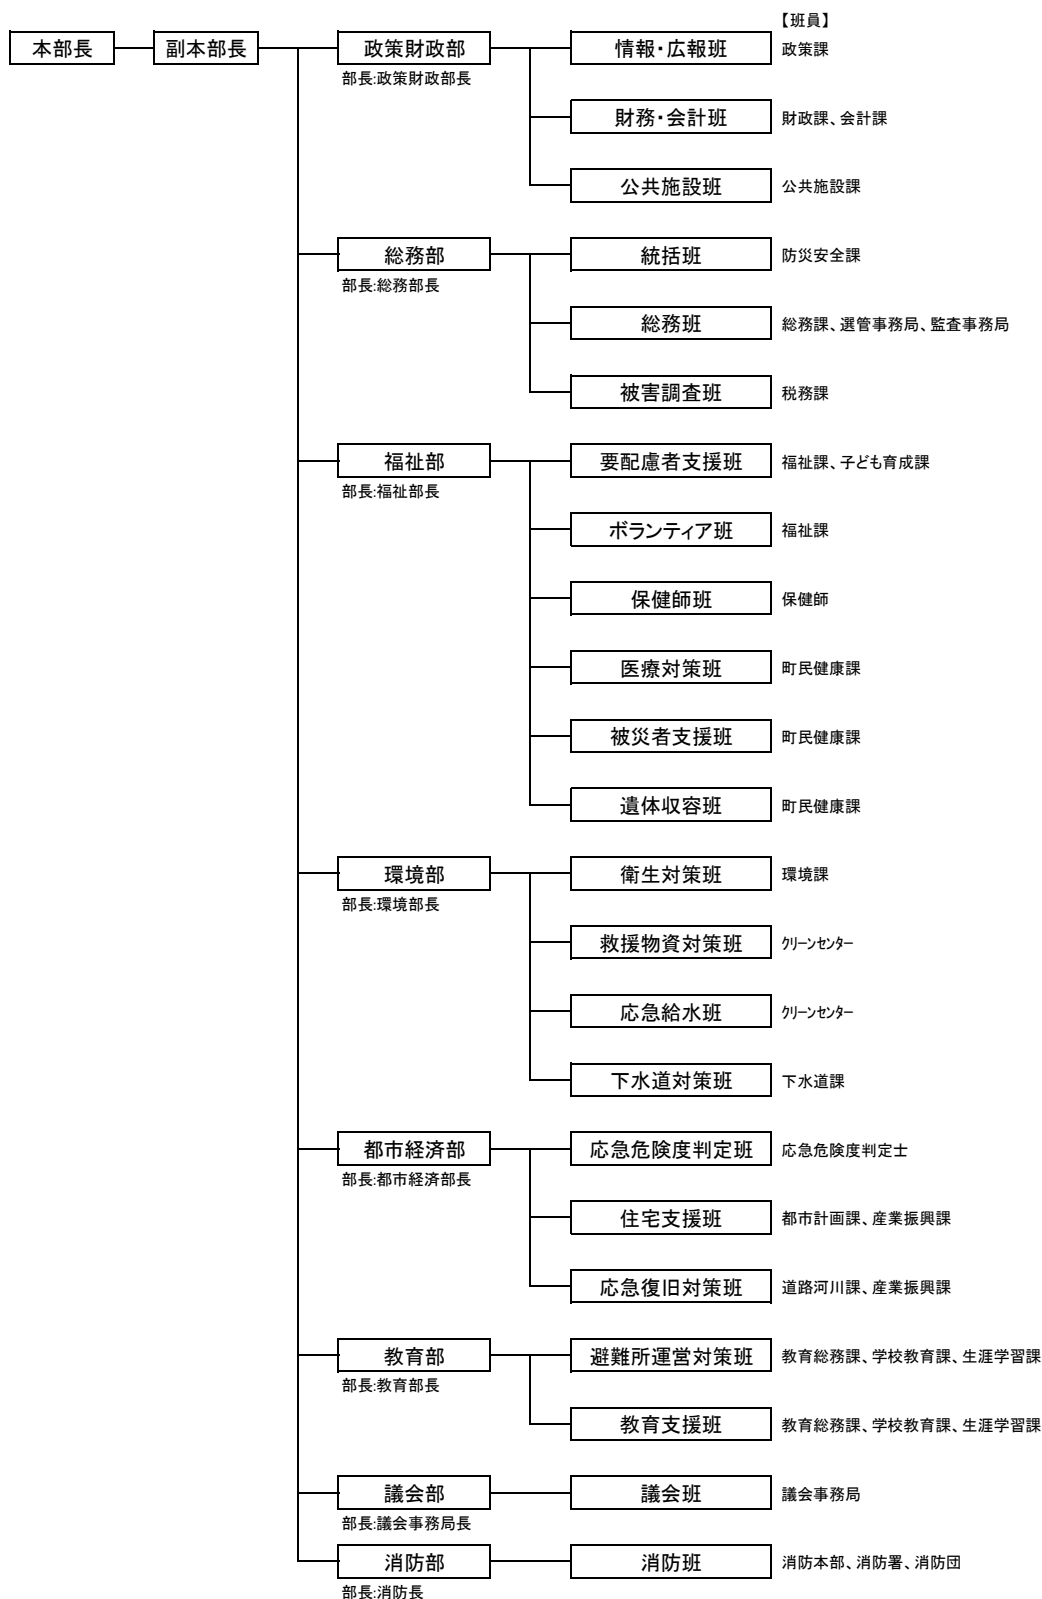 【班員】
本部長 副本部長 政策財政部 情報・広報班 政策課
部長:政策財政部長
財務・会計班 財政課、会計課
公共施設班 公共施設課
総務部 統括班 防災安全課
部長:総務部長
総務班 総務課、選管事務局、監査事務局
被害調査班 税務課
福祉部 要配慮者支援班 福祉課、子ども育成課
部長:福祉部長
ボランティア班 福祉課
保健師班 保健師
医療対策班 町民健康課
被災者支援班 町民健康課
遺体収容班 町民健康課
環境部 衛生対策班 環境課
部長:環境部長
救援物資対策班 クリーンセンター
応急給水班 クリーンセンター
下水道対策班 下水道課
都市経済部 応急危険度判定班 応急危険度判定士
部長:都市経済部長
住宅支援班 都市計画課、産業振興課
応急復旧対策班 道路河川課、産業振興課
教育部 避難所運営対策班 教育総務課、学校教育課、生涯学習課
部長:教育部長
教育支援班 教育総務課、学校教育課、生涯学習課
議会部 議会班 議会事務局
部長:議会事務局長
消防部 消防班 消防本部、消防署、消防団
部長:消防長